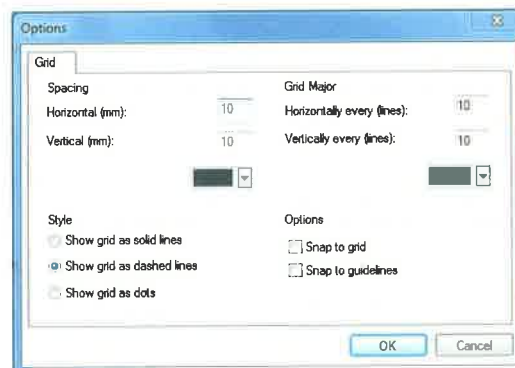 Options
Grid
Spacing
Horizontal (mm): 10
Vertical (mm): 10
Grid Major
Horizontally every (lines): 10
Vertically every (lines): 10
Style
Show grid as solid lines
Show grid as dashed lines
Show grid as dots
Options
Snap to grid
Snap to guidelines
OK Cancel